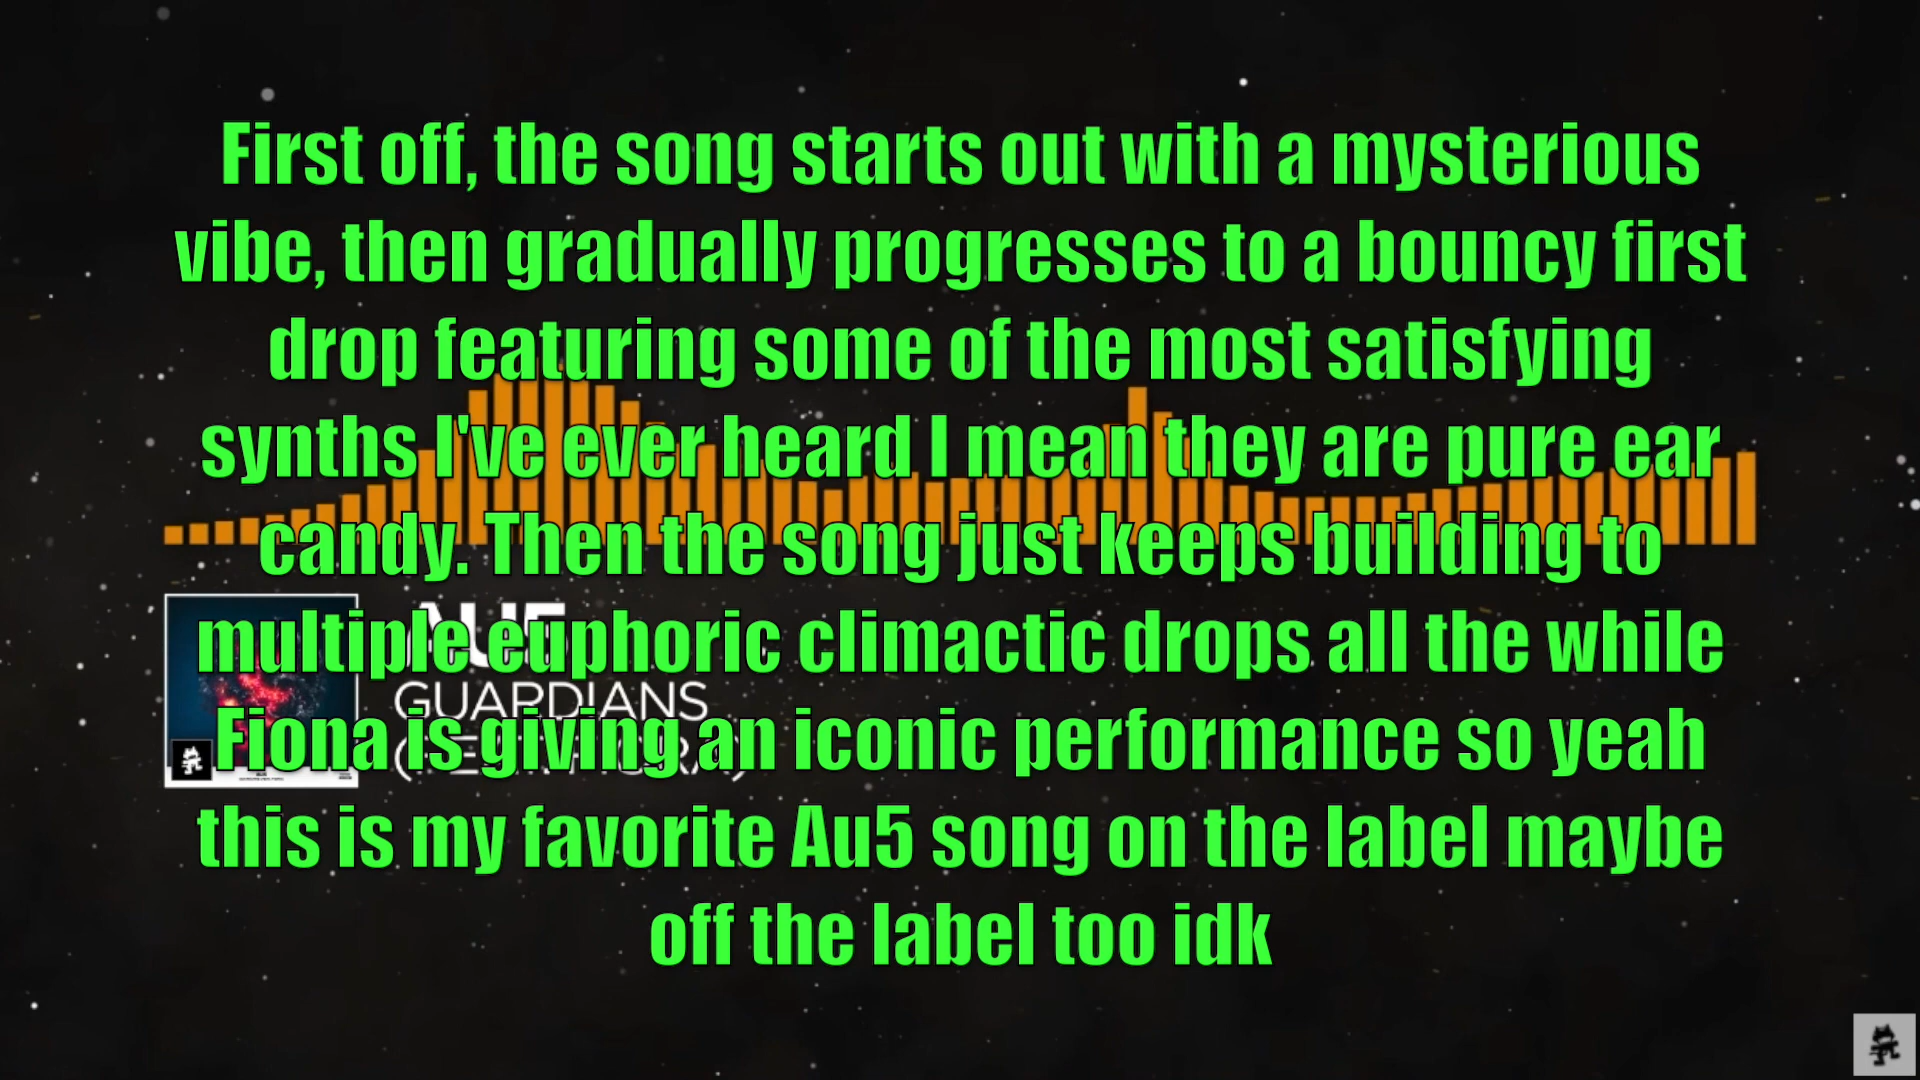 First off, the song starts out with a mysterious
vibe, then gradually progresses to a bouncy first
drop featuring some of the most satisfying
synths I've ever heard I mean they are pure ear
candy. Then the song just keeps building to
multiple euphoric climactic drops all the while
Fiona is giving an iconic performance so yeah
this is my favorite Au5 song on the label maybe
off the label too idk
AU5
GUARDIANS